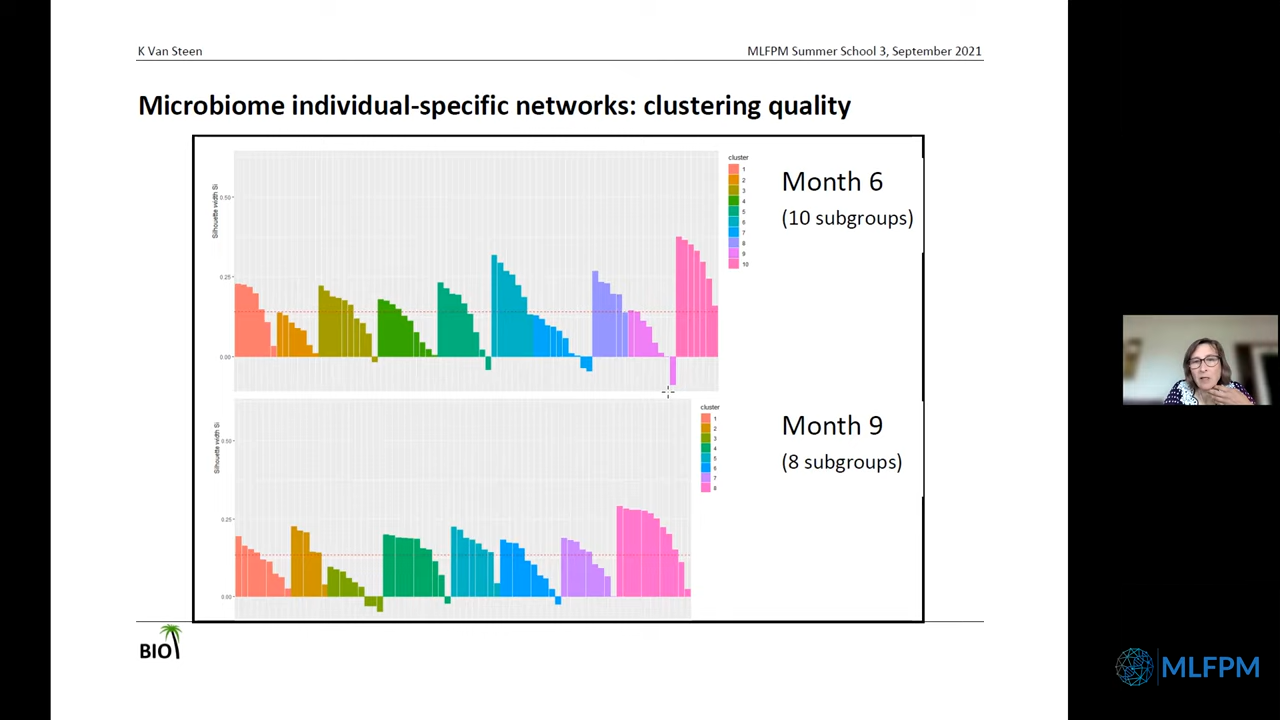 K Van Steen
MLFPM Summer School 3, September 2021
Microbiome individual-specific networks: clustering quality
Silhouette width Si
0.50
0.25
0.00
cluster
1
2
3
4
5
6
7
8
9
10
Month 6
(10 subgroups)
Silhouette width Si
0.50
0.25
0.00
cluster
1
2
3
4
5
6
7
8
Month 9
(8 subgroups)
BIO
MLFPM